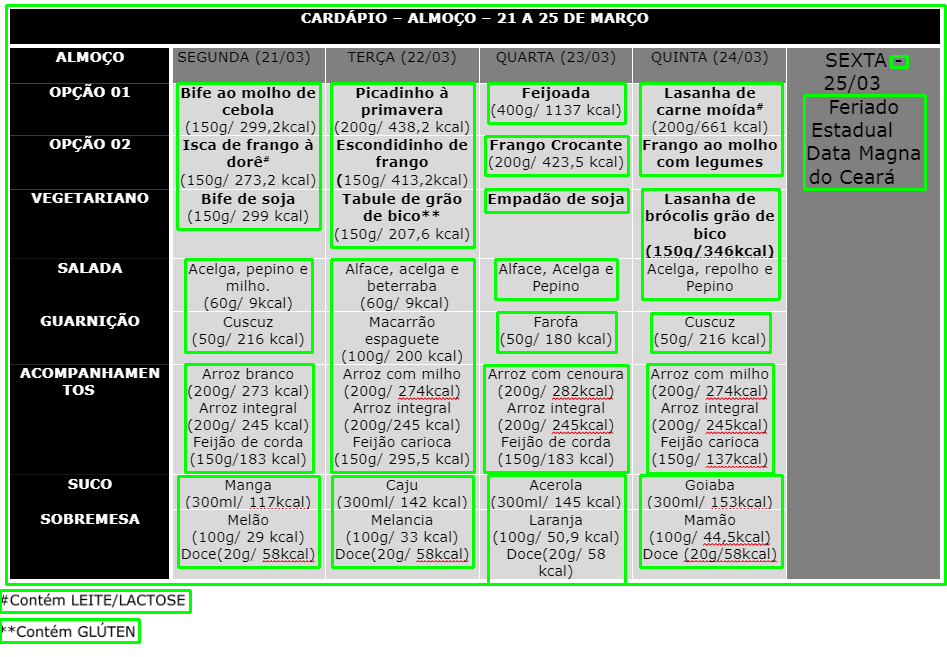 CARDÁPIO – ALMOÇO – 21 A 25 DE MARÇO
ALMOÇO SEGUNDA (21/03) TERÇA (22/03) QUARTA (23/03) QUINTA (24/03) SEXTA -
25/03
Feriado
Estadual
Data Magna
do Ceará
OPÇÃO 01
Bife ao molho de
cebola
(150g/ 299,2kcal)
Picadinho à
primavera
(200g/ 438,2 kcal)
Feijoada
(400g/ 1137 kcal)
Lasanha de
carne moída#
(200g/661 kcal)
OPÇÃO 02
Isca de frango à
dorê#
(150g/ 273,2 kcal)
Escondidinho de
frango
(150g/ 413,2kcal)
Frango Crocante
(200g/ 423,5 kcal)
Frango ao molho
com legumes
VEGETARIANO
Bife de soja
(150g/ 299 kcal)
Tabule de grão
de bico**
(150g/ 207,6 kcal)
Empadão de soja
Lasanha de
brócolis grão de
bico
(150g/346kcal)
SALADA
Acelga, pepino e
milho.
(60g/ 9kcal)
Alface, acelga e
beterraba
(60g/ 9kcal)
Alface, Acelga e
Pepino
Acelga, repolho e
Pepino
GUARNIÇÃO
Cuscuz
(50g/ 216 kcal)
Macarrão
espaguete
(100g/ 200 kcal)
Farofa
(50g/ 180 kcal)
Cuscuz
(50g/ 216 kcal)
ACOMPANHAMEN
TOS
Arroz branco
(200g/ 273 kcal)
Arroz integral
(200g/ 245 kcal)
Feijão de corda
(150g/183 kcal)
Arroz com milho
(200g/ 274kcal)
Arroz integral
(200g/245 kcal)
Feijão carioca
(150g/ 295,5 kcal)
Arroz com cenoura
(200g/ 282kcal)
Arroz integral
(200g/ 245kcal)
Feijão de corda
(150g/183 kcal)
Arroz com milho
(200g/ 274kcal)
Arroz integral
(200g/ 245kcal)
Feijão carioca
(150g/ 137kcal)
SUCO
Manga
(300ml/ 117kcal)
Caju
(300ml/ 142 kcal)
Acerola
(300ml/ 145 kcal)
Goiaba
(300ml/ 153kcal)
SOBREMESA
Melão
(100g/ 29 kcal)
Doce(20g/ 58kcal)
Melancia
(100g/ 33 kcal)
Doce(20g/ 58kcal)
Laranja
(100g/ 50,9 kcal)
Doce(20g/ 58
kcal)
Mamão
(100g/ 44,5kcal)
Doce (20g/58kcal)
#Contém LEITE/LACTOSE
**Contém GLÚTEN